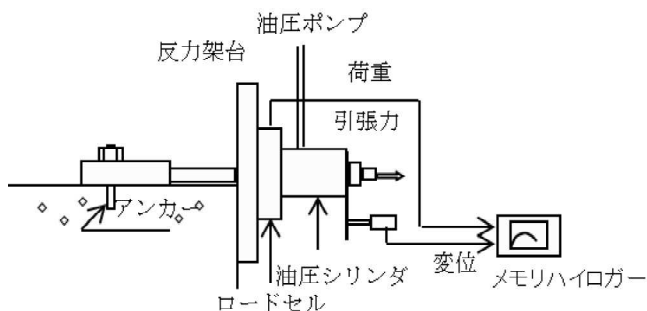 油圧ポンプ
反力架台
荷重
引張力
アンカー
変位
油圧シリンダ
メモリハイロガー
ロードセル